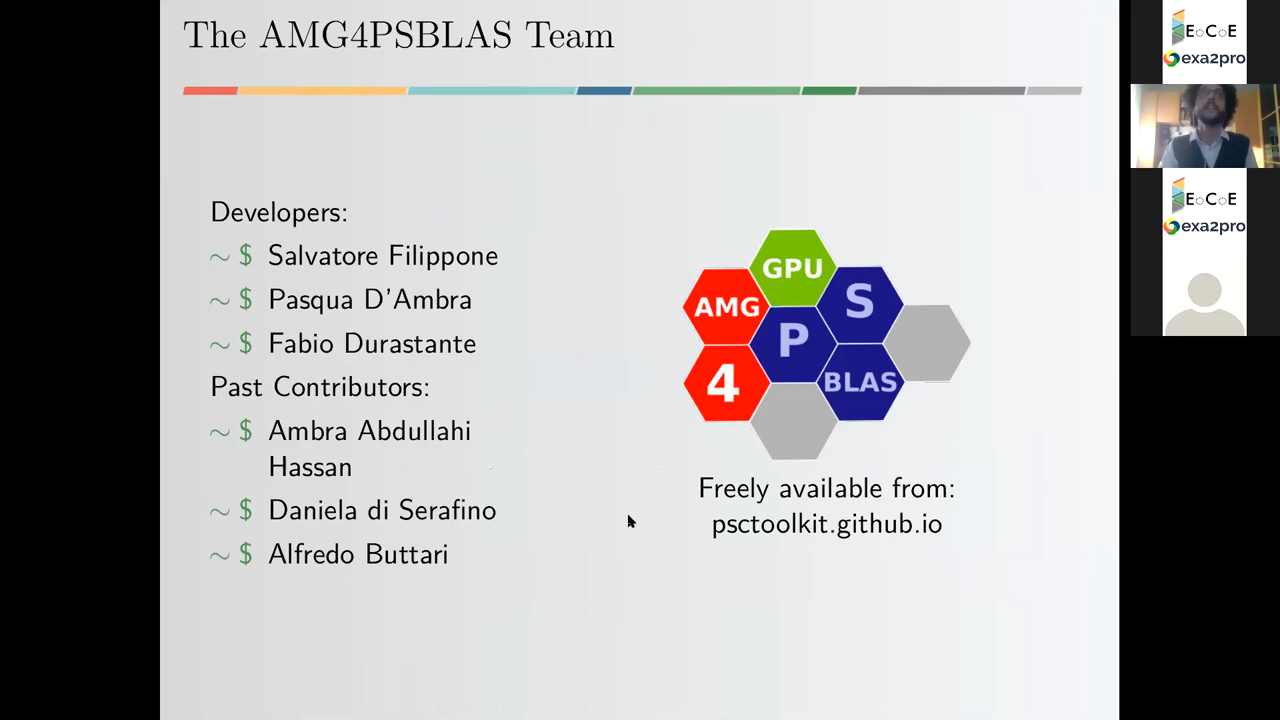 The AMG4PSBLAS Team
Developers:
~ $ Salvatore Filippone
~ $ Pasqua D'Ambra
~ $ Fabio Durastante
Past Contributors:
~ $ Ambra Abdullahi
Hassan
~ $ Daniela di Serafino
~ $ Alfredo Buttari
GPU
AMG
S
P
4
BLAS
Freely available from:
psctoolkit.github.io
EoCoE
exa2pro
EoCoE
exa2pro